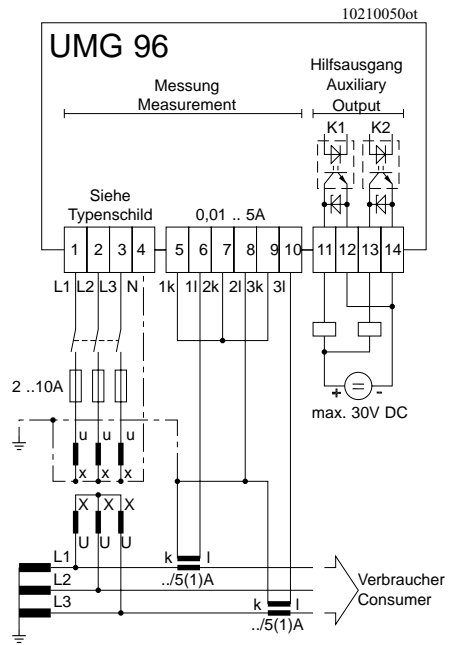 10210050ot
UMG 96
Hilfsausgang
Auxiliary
Output
Messung
Measurement
K1 K2
Siehe
Typenschild
0,01 .. 5A
1 2 3 4 5 6 7 8 9 10 11 12 13 14
L1 L2 L3 N 1k 1l 2k 2l 3k 3l
2 ..10A
+ = -
max. 30V DC
u u u
x x x
X X X
U U U
L1
k l
../5(1)A
L2
L3
k l
../5(1)A
Verbraucher
Consumer